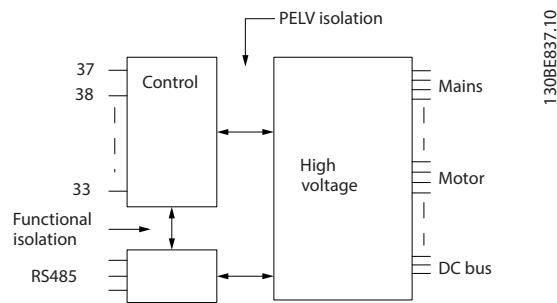 PELV isolation
130BE837.10
37
Control
38
Mains
High
voltage
Motor
33
Functional
isolation
RS485
DC bus